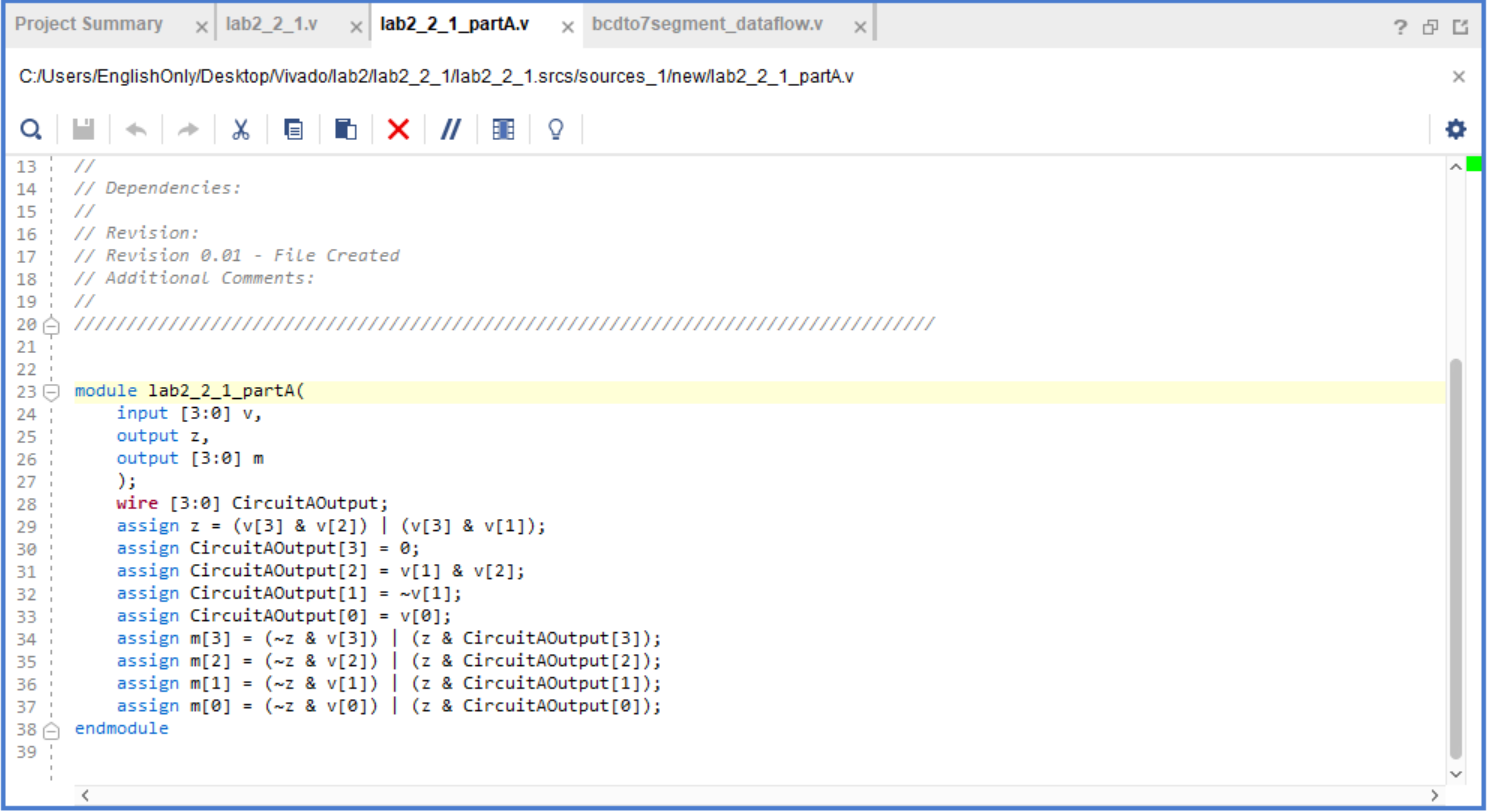 Project Summary × lab2_2_1.v × lab2_2_1_partA.v × bcdto7segment_dataflow.v × ?
C:/Users/EnglishOnly/Desktop/Vivado/lab2/lab2_2_1/lab2_2_1.srcs/sources_1/new/lab2_2_1_partA.v ×
13 //
14 // Dependencies:
15 //
16 // Revision:
17 // Revision 0.01 - File Created
18 // Additional Comments:
19 //
20 //////////////////////////////////////////////////////////////////////////////////
21
22
23 module lab2_2_1_partA(
24     input [3:0] v,
25     output z,
26     output [3:0] m
27     );
28     wire [3:0] CircuitAOutput;
29     assign z = (v[3] & v[2]) | (v[3] & v[1]);
30     assign CircuitAOutput[3] = 0;
31     assign CircuitAOutput[2] = v[1] & v[2];
32     assign CircuitAOutput[1] = ~v[1];
33     assign CircuitAOutput[0] = v[0];
34     assign m[3] = (~z & v[3]) | (z & CircuitAOutput[3]);
35     assign m[2] = (~z & v[2]) | (z & CircuitAOutput[2]);
36     assign m[1] = (~z & v[1]) | (z & CircuitAOutput[1]);
37     assign m[0] = (~z & v[0]) | (z & CircuitAOutput[0]);
38 endmodule
39